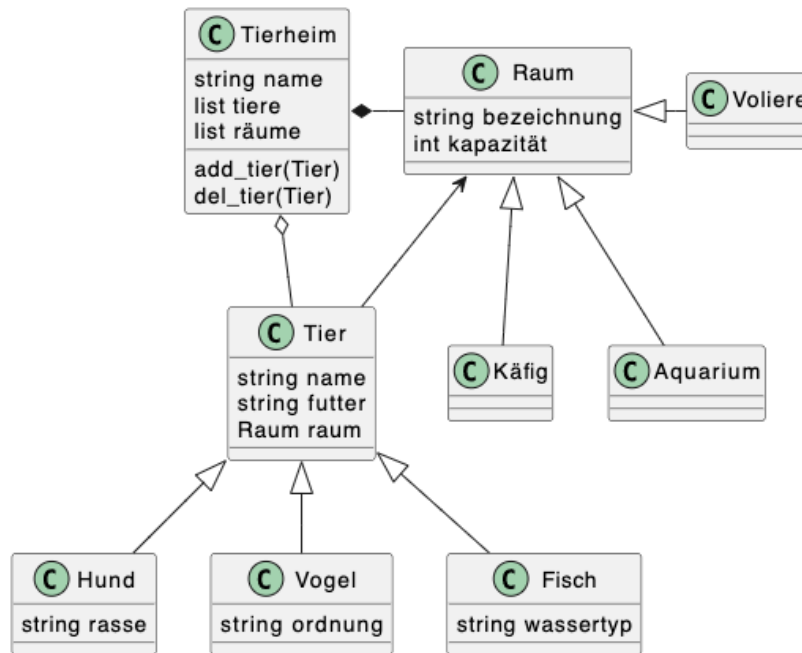 C Tierheim
string name
list tiere
list räume
add_tier(Tier)
del_tier(Tier)
C Raum
string bezeichnung
int kapazität
C Voliere
C Tier
string name
string futter
Raum raum
C Käfig
C Aquarium
C Hund
string rasse
C Vogel
string ordnung
C Fisch
string wassertyp